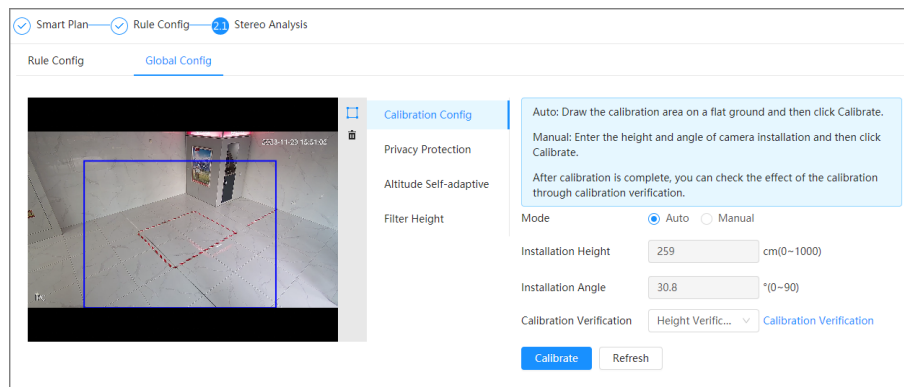 Smart Plan
Rule Config
2.1 Stereo Analysis
Rule Config
Global Config
Calibration Config
Privacy Protection
Altitude Self-adaptive
Filter Height
Auto: Draw the calibration area on a flat ground and then click Calibrate.
Manual: Enter the height and angle of camera installation and then click
Calibrate.
After calibration is complete, you can check the effect of the calibration
through calibration verification.
Mode
Auto
Manual
Installation Height
259
cm(0~1000)
Installation Angle
30.8
°(0~90)
Calibration Verification
Height Verific...
Calibration Verification
Calibrate
Refresh